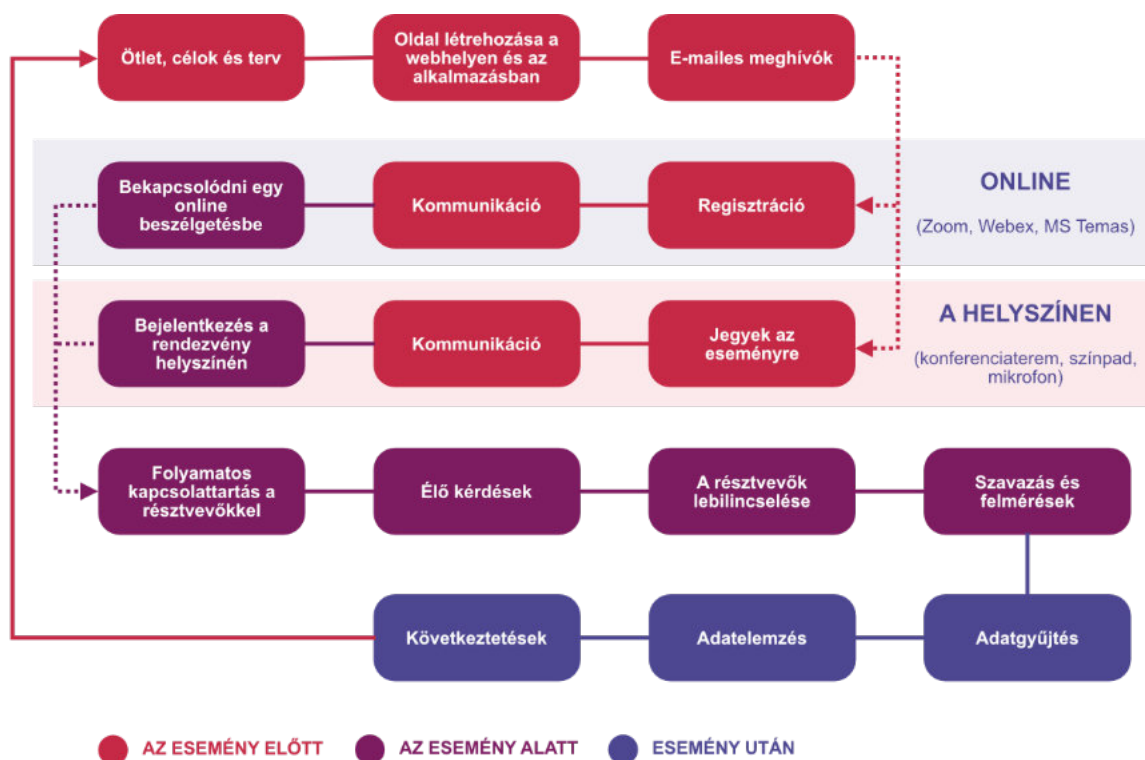 Ötlet, célok és terv
Oldal létrehozása a
webhelyen és az
alkalmazásban
E-mailes meghívók
Bekapcsolódni egy
online
beszélgetésbe
Kommunikáció
Regisztráció
ONLINE
(Zoom, Webex, MS Temas)
Bejelentkezés a
rendezvény
helyszínén
Kommunikáció
Jegyek az
eseményre
A HELYSZÍNEN
(konferenciaterem, színpad,
mikrofon)
Folyamatos
kapcsolattartás a
résztvevőkkel
Élő kérdések
A résztvevők
lebilincselése
Szavazás és
felmérések
Következtetések
Adatelemzés
Adatgyűjtés
AZ ESEMÉNY ELŐTT
AZ ESEMÉNY ALATT
ESEMÉNY UTÁN